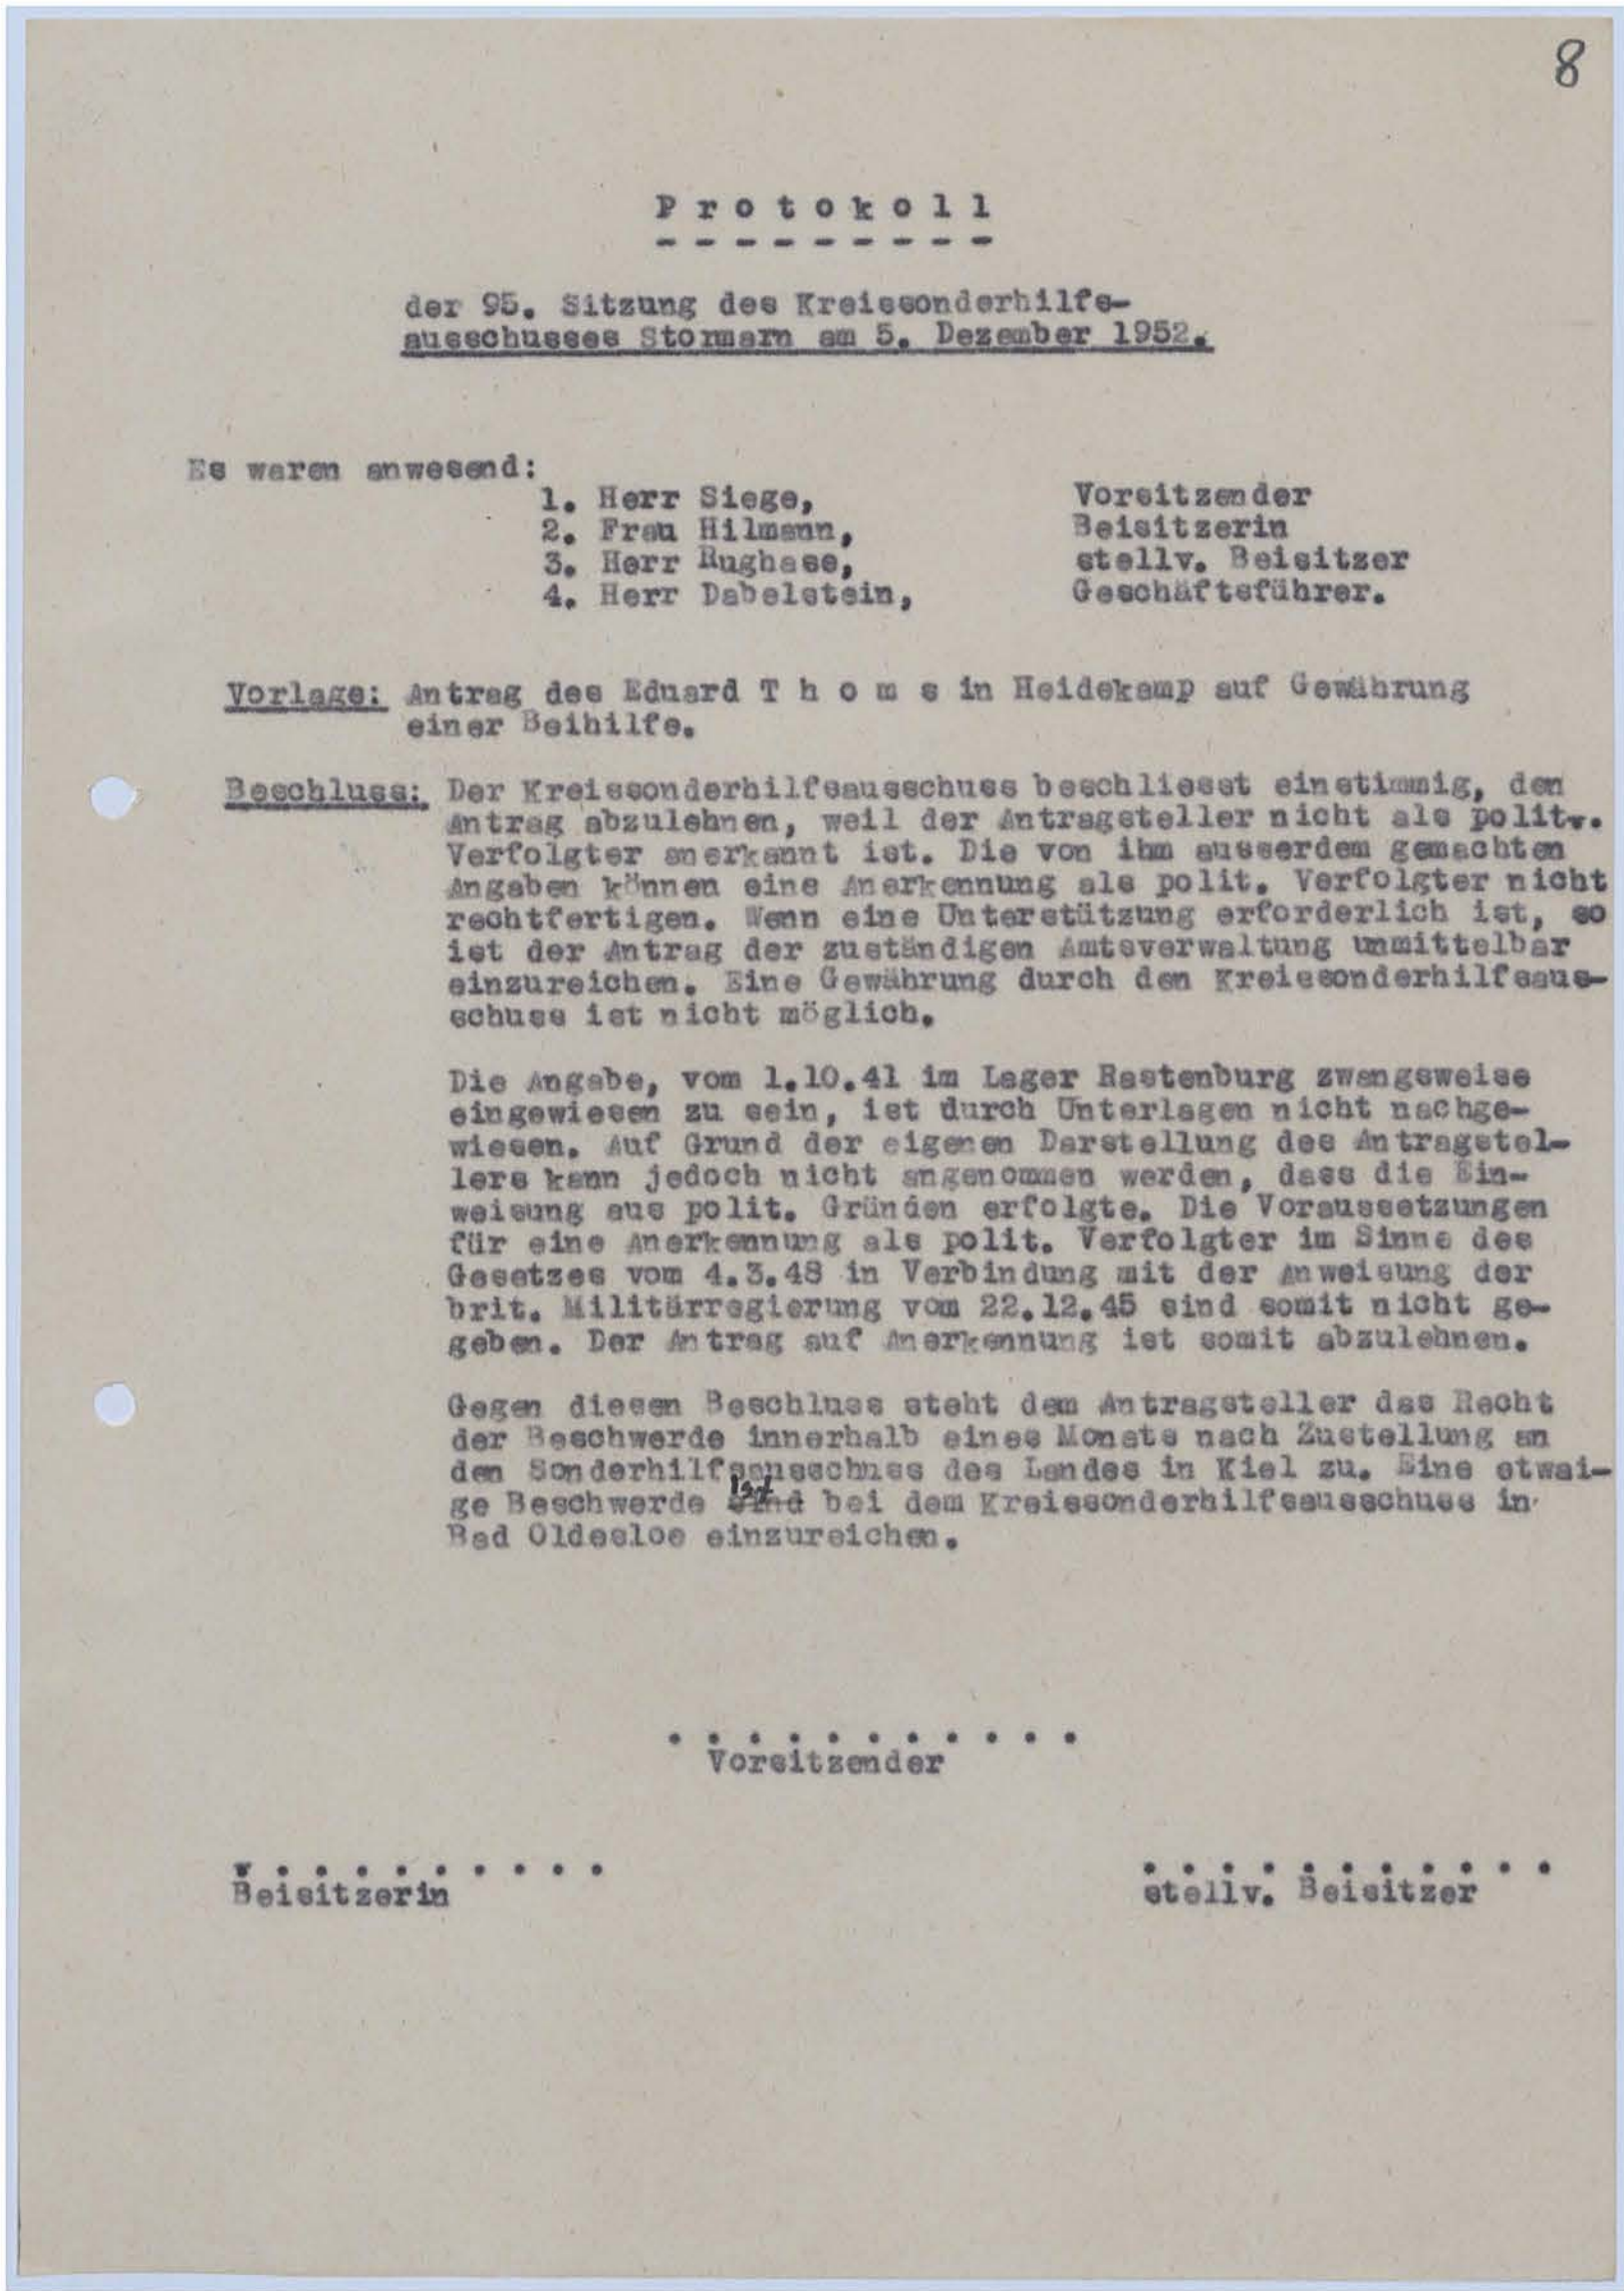 8
P r o t o k o l l
- - - - - - - - -
der 95. Sitzung des Kreissonderhilfs-
ausschusses Stormarn am 5. Dezember 1952.
Es waren anwesend:
1. Herr Siege, Vorsitzender
2. Frau Hilmann, Beisitzerin
3. Herr Rughase, stellv. Beisitzer
4. Herr Dabelstein, Geschäftsführer.
Vorlage: Antrag des Eduard T h o m s in Heidekamp auf Gewährung
einer Beihilfe.
Beschluss: Der Kreissonderhilfsausschuss beschliesst einstimmig, den
Antrag abzulehnen, weil der Antragsteller nicht als polit.
Verfolgter anerkannt ist. Die von ihm ausserdem gemachten
Angaben können eine Anerkennung als polit. Verfolgter nicht
rechtfertigen. Wenn eine Unterstützung erforderlich ist, so
ist der Antrag der zuständigen Amtsverwaltung unmittelbar
einzureichen. Eine Gewährung durch den Kreissonderhilfsaus-
schuss ist nicht möglich.
Die Angabe, vom 1.10.41 im Lager Rastenburg zwangsweise
eingewiesen zu sein, ist durch Unterlagen nicht nachge-
wiesen. Auf Grund der eigenen Darstellung des Antragstel-
lers kann jedoch nicht angenommen werden, dass die Ein-
weisung aus polit. Gründen erfolgte. Die Voraussetzungen
für eine Anerkennung als polit. Verfolgter im Sinne des
Gesetzes vom 4.3.48 in Verbindung mit der Anweisung der
brit. Militärregierung vom 22.12.45 sind somit nicht ge-
geben. Der Antrag auf Anerkennung ist somit abzulehnen.
Gegen diesen Beschluss steht dem Antragsteller das Recht
der Beschwerde innerhalb eines Monats nach Zustellung an
den Sonderhilfsausschuss des Landes in Kiel zu. Eine etwai-
ge Beschwerde ist bei dem Kreissonderhilfsausschuss in
Bad Oldesloe einzureichen.
. . . . . . . . . . .
Vorsitzender
. . . . . . . . . .
Beisitzerin
. . . . . . . . . . .
stellv. Beisitzer